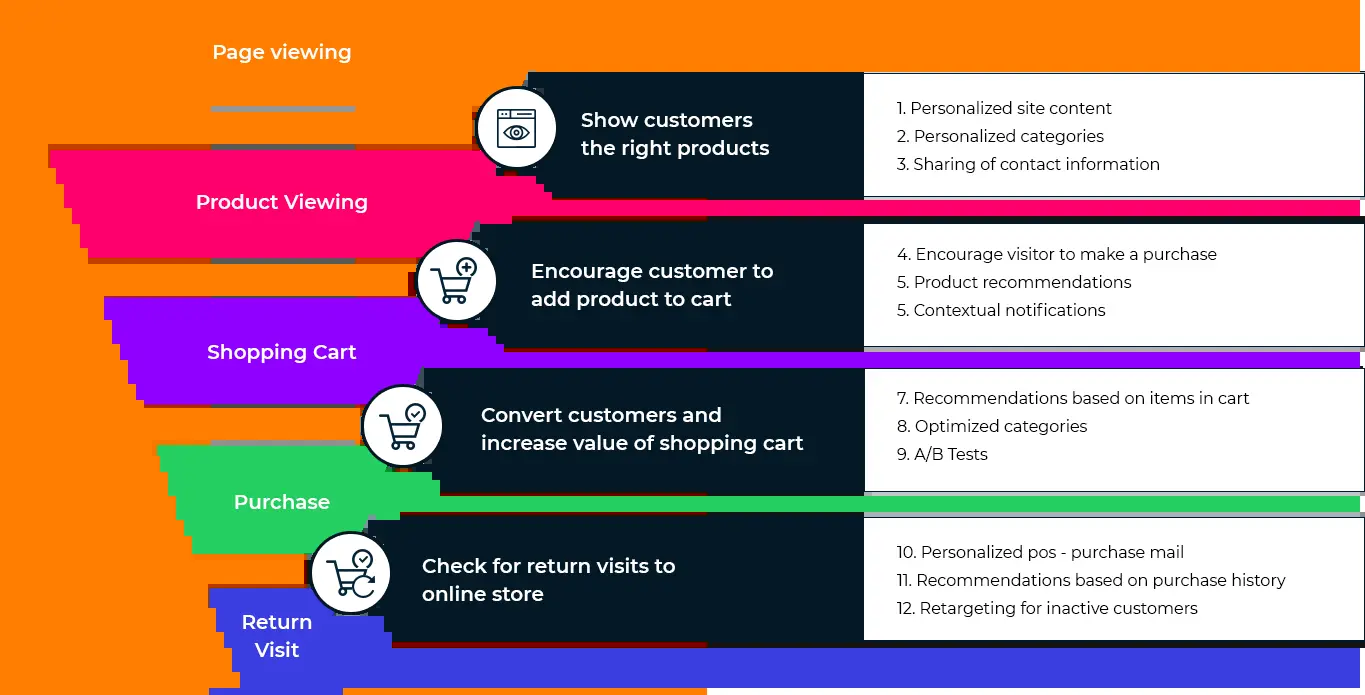 Page viewing
Show customers
the right products
1. Personalized site content
2. Personalized categories
3. Sharing of contact information
Product Viewing
Encourage customer to
add product to cart
4. Encourage visitor to make a purchase
5. Product recommendations
5. Contextual notifications
Shopping Cart
Convert customers and
increase value of shopping cart
7. Recommendations based on items in cart
8. Optimized categories
9. A/B Tests
Purchase
Check for return visits to
online store
10. Personalized pos - purchase mail
11. Recommendations based on purchase history
12. Retargeting for inactive customers
Return
Visit